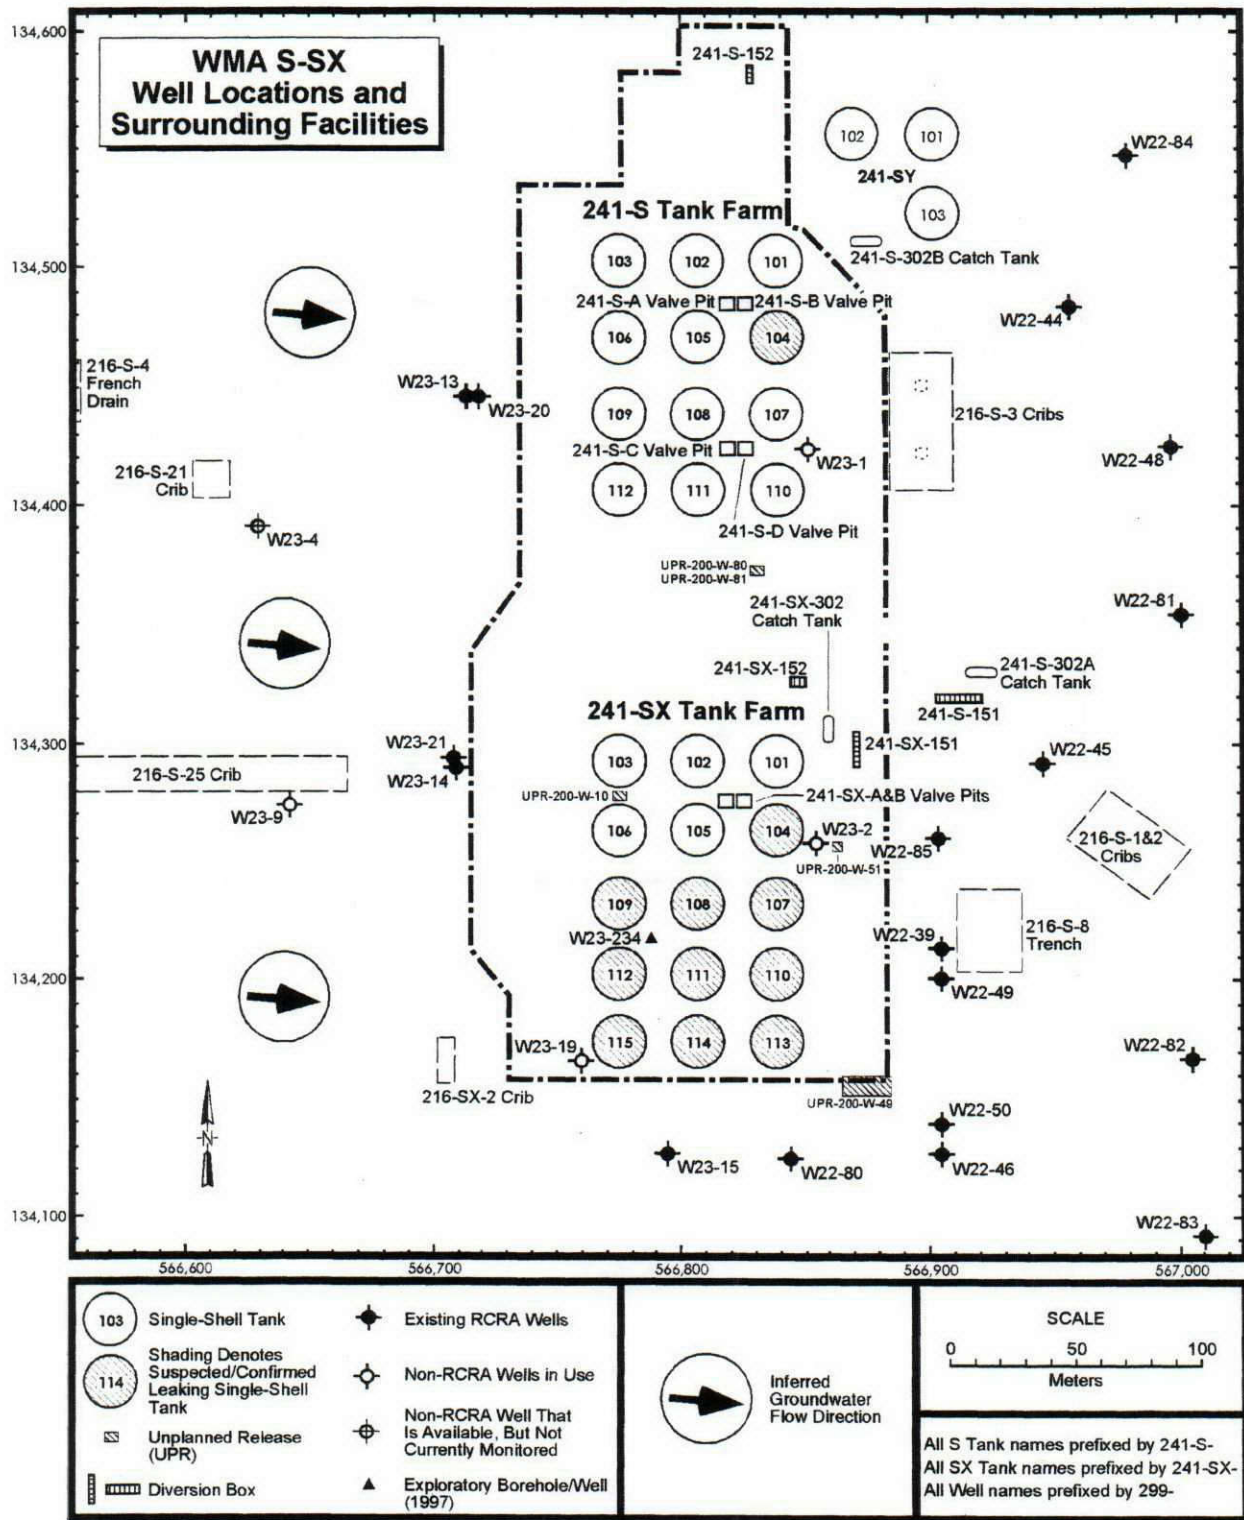 WMA S-SX
Well Locations and
Surrounding Facilities
134,600
134,500
134,400
134,300
134,200
134,100
566,600
566,700
566,800
566,900
567,000
241-S-152
102
101
241-SY
103
W22-84
241-S Tank Farm
103
102
101
241-S-302B Catch Tank
241-S-A Valve Pit
241-S-B Valve Pit
W22-44
106
105
104
216-S-4
French
Drain
W23-13
W23-20
109
108
107
216-S-3 Cribs
241-S-C Valve Pit
W23-1
W22-48
216-S-21
Crib
112
111
110
W23-4
241-S-D Valve Pit
UPR-200-W-80
UPR-200-W-81
241-SX-302
Catch Tank
W22-81
241-SX-152
241-S-302A
Catch Tank
241-S-151
241-SX Tank Farm
W23-21
W23-14
103
102
101
241-SX-151
W22-45
216-S-25 Crib
UPR-200-W-10
241-SX-A&B Valve Pits
W23-9
106
105
104
W23-2
W22-85
216-S-1&2
Cribs
UPR-200-W-51
109
108
107
W23-234
W22-39
216-S-8
Trench
112
111
110
W22-49
W23-19
115
114
113
W22-82
216-SX-2 Crib
UPR-200-W-49
N
W22-50
W23-15
W22-80
W22-46
W22-83
103
Single-Shell Tank
114
Shading Denotes
Suspected/Confirmed
Leaking Single-Shell
Tank
Unplanned Release
(UPR)
Diversion Box
Existing RCRA Wells
Non-RCRA Wells in Use
Non-RCRA Well That
Is Available, But Not
Currently Monitored
Exploratory Borehole/Well
(1997)
Inferred
Groundwater
Flow Direction
SCALE
0 50 100
Meters
All S Tank names prefixed by 241-S-
All SX Tank names prefixed by 241-SX-
All Well names prefixed by 299-